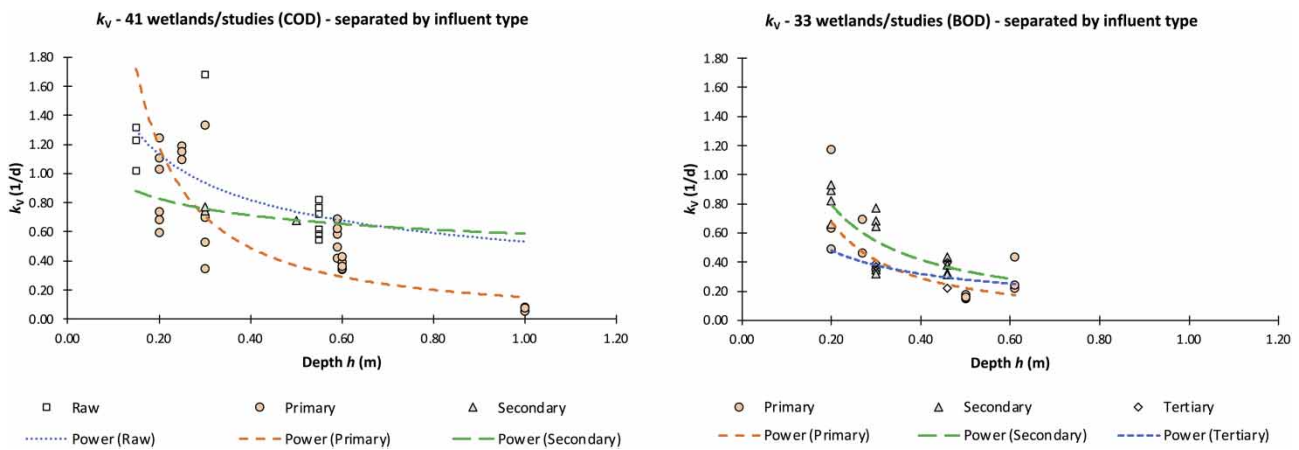 k_V - 41 wetlands/studies (COD) - separated by influent type
k_V (1/d)
1.80
1.60
1.40
1.20
1.00
0.80
0.60
0.40
0.20
0.00
0.00 0.20 0.40 0.60 0.80 1.00 1.20
Depth h (m)
Raw Primary Secondary
Power (Raw) Power (Primary) Power (Secondary)
k_V - 33 wetlands/studies (BOD) - separated by influent type
k_V (1/d)
1.80
1.60
1.40
1.20
1.00
0.80
0.60
0.40
0.20
0.00
0.00 0.20 0.40 0.60 0.80 1.00 1.20
Depth h (m)
Primary Secondary Tertiary
Power (Primary) Power (Secondary) Power (Tertiary)